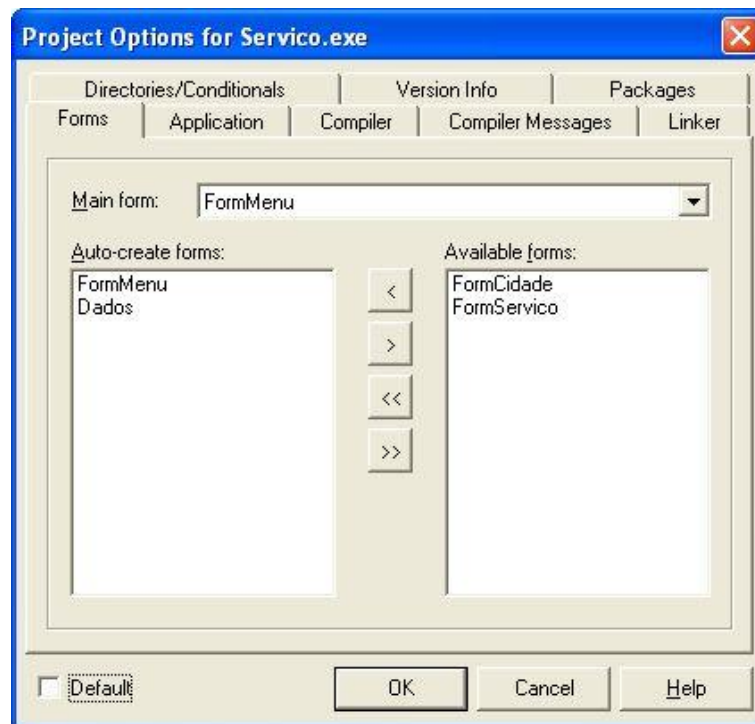 Project Options for Servico.exe
Directories/Conditionals Version Info Packages
Forms Application Compiler Compiler Messages Linker
Main form: FormMenu
Auto-create forms: Available forms:
FormMenu FormCidade
Dados FormServico
<
>
<<
>>
Default OK Cancel Help